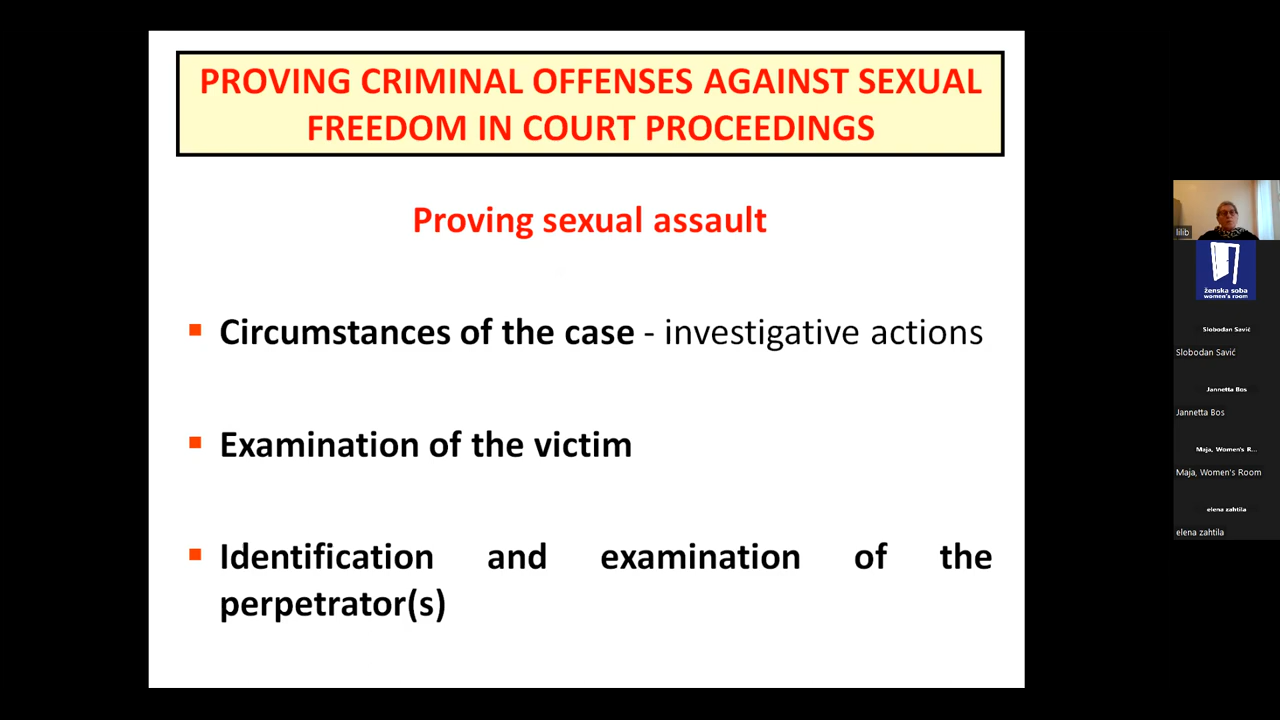 PROVING CRIMINAL OFFENSES AGAINST SEXUAL
FREEDOM IN COURT PROCEEDINGS
Proving sexual assault
Circumstances of the case - investigative actions
Examination of the victim
Identification and examination of the
perpetrator(s)
lilib
ženska soba
women's room
Slobodan Savić
Slobodan Savić
Jannetta Bos
Jannetta Bos
Maja, Women's R...
Maja, Women's Room
elena zahtila
elena zahtila